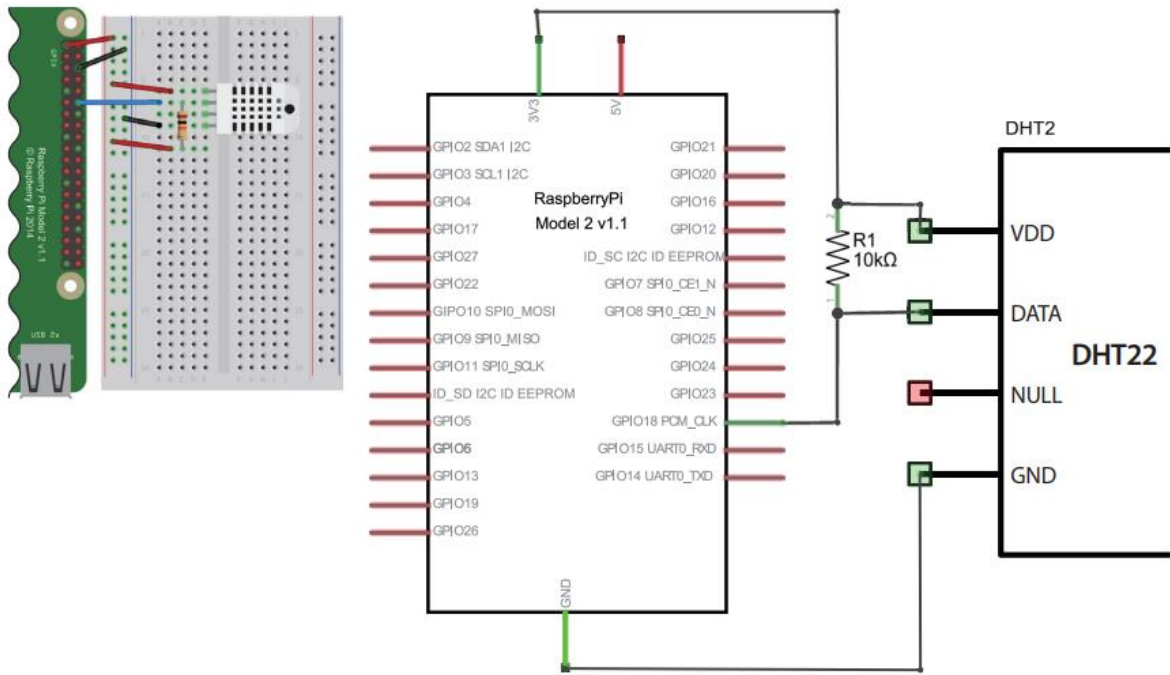 GPIO
Raspberry Pi Model 2 v1.1
© Raspberry Pi 2014
USB 2x
3V3
5V
GPIO2 SDA1 I2C
GPIO3 SCL1 I2C
GPIO4
GPIO17
GPIO27
GPIO22
GIPO10 SPI0_MOSI
GPIO9 SPI0_MISO
GPIO11 SPI0_SCLK
ID_SD I2C ID EEPROM
GPIO5
GPIO6
GPIO13
GPIO19
GPIO26
RaspberryPi
Model 2 v1.1
GPIO21
GPIO20
GPIO16
GPIO12
ID_SC I2C ID EEPROM
GPIO7 SPI0_CE1_N
GPIO8 SPI0_CE0_N
GPIO25
GPIO24
GPIO23
GPIO18 PCM_CLK
GPIO15 UART0_RXD
GPIO14 UART0_TXD
GND
2
R1
10kΩ
1
DHT2
VDD
DATA
DHT22
NULL
GND